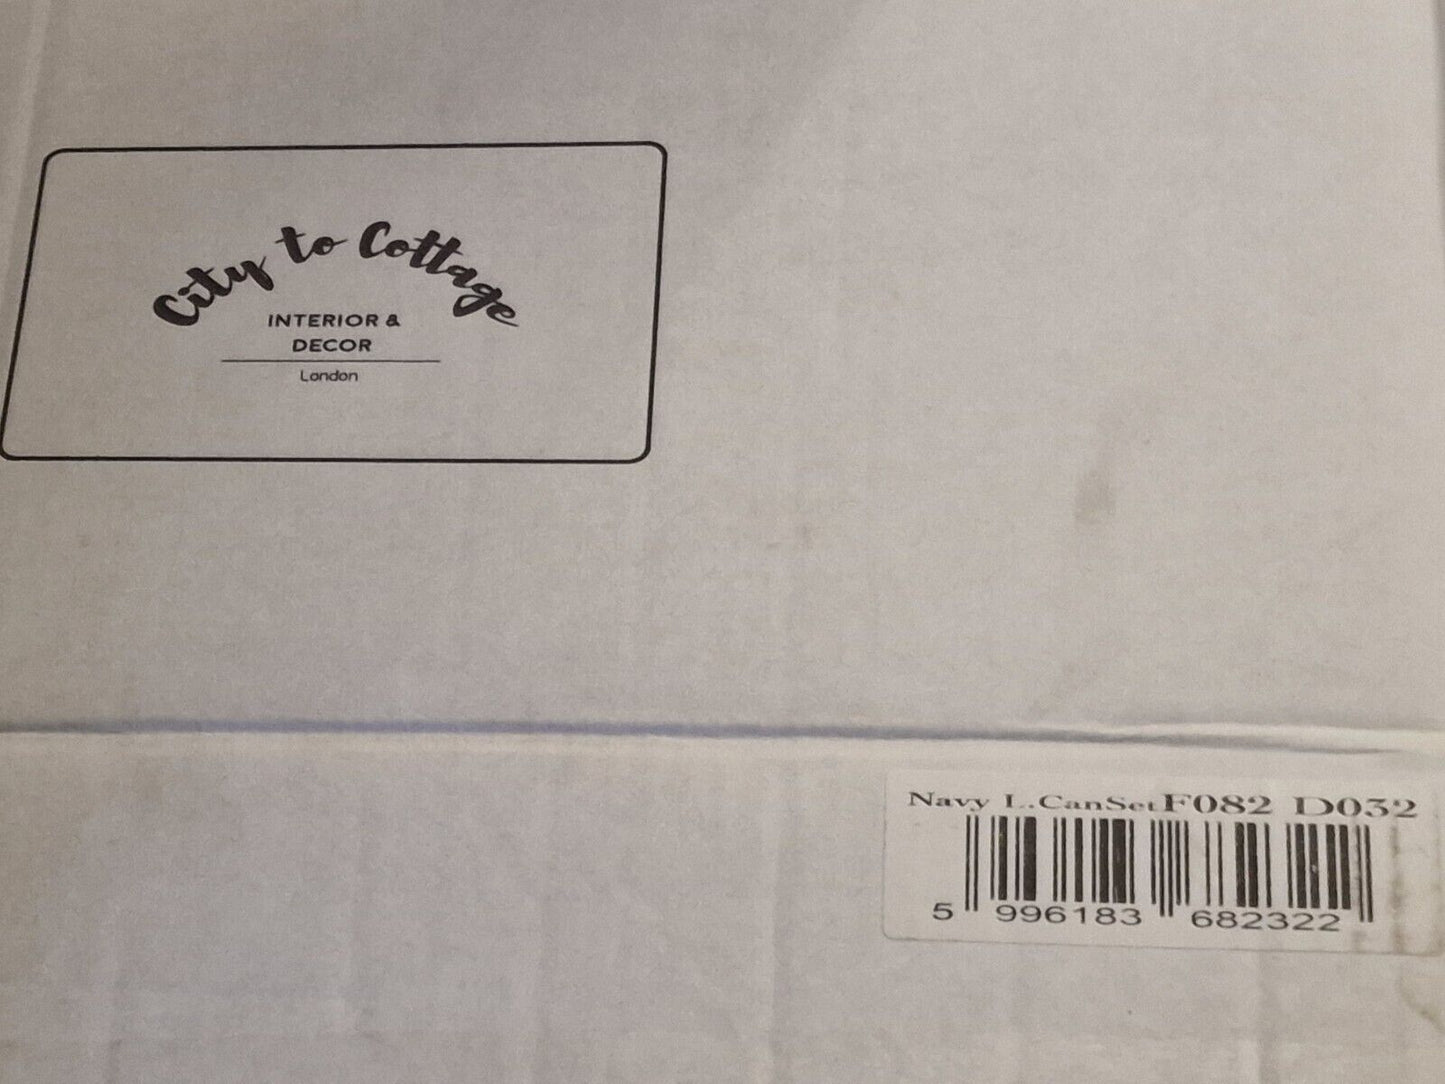 City to Cottage
INTERIOR &
DECOR
London
Navy L.CanSetF082 D032
5 996183 682322